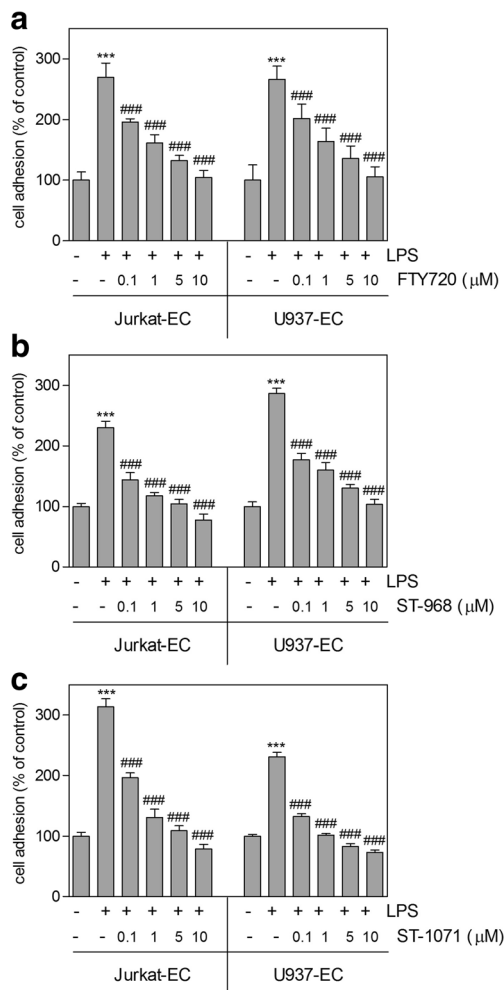 a
cell adhesion (% of control)
300
200
100
0
*** ### ### ### ### *** ### ### ### ###
- + + + + + - + + + + + LPS
- - 0.1 1 5 10 - - 0.1 1 5 10 FTY720 (μM)
Jurkat-EC U937-EC
b
cell adhesion (% of control)
300
200
100
0
*** ### ### ### ### *** ### ### ### ###
- + + + + + - + + + + + LPS
- - 0.1 1 5 10 - - 0.1 1 5 10 ST-968 (μM)
Jurkat-EC U937-EC
c
cell adhesion (% of control)
300
200
100
0
*** ### ### ### ### *** ### ### ### ###
- + + + + + - + + + + + LPS
- - 0.1 1 5 10 - - 0.1 1 5 10 ST-1071 (μM)
Jurkat-EC U937-EC